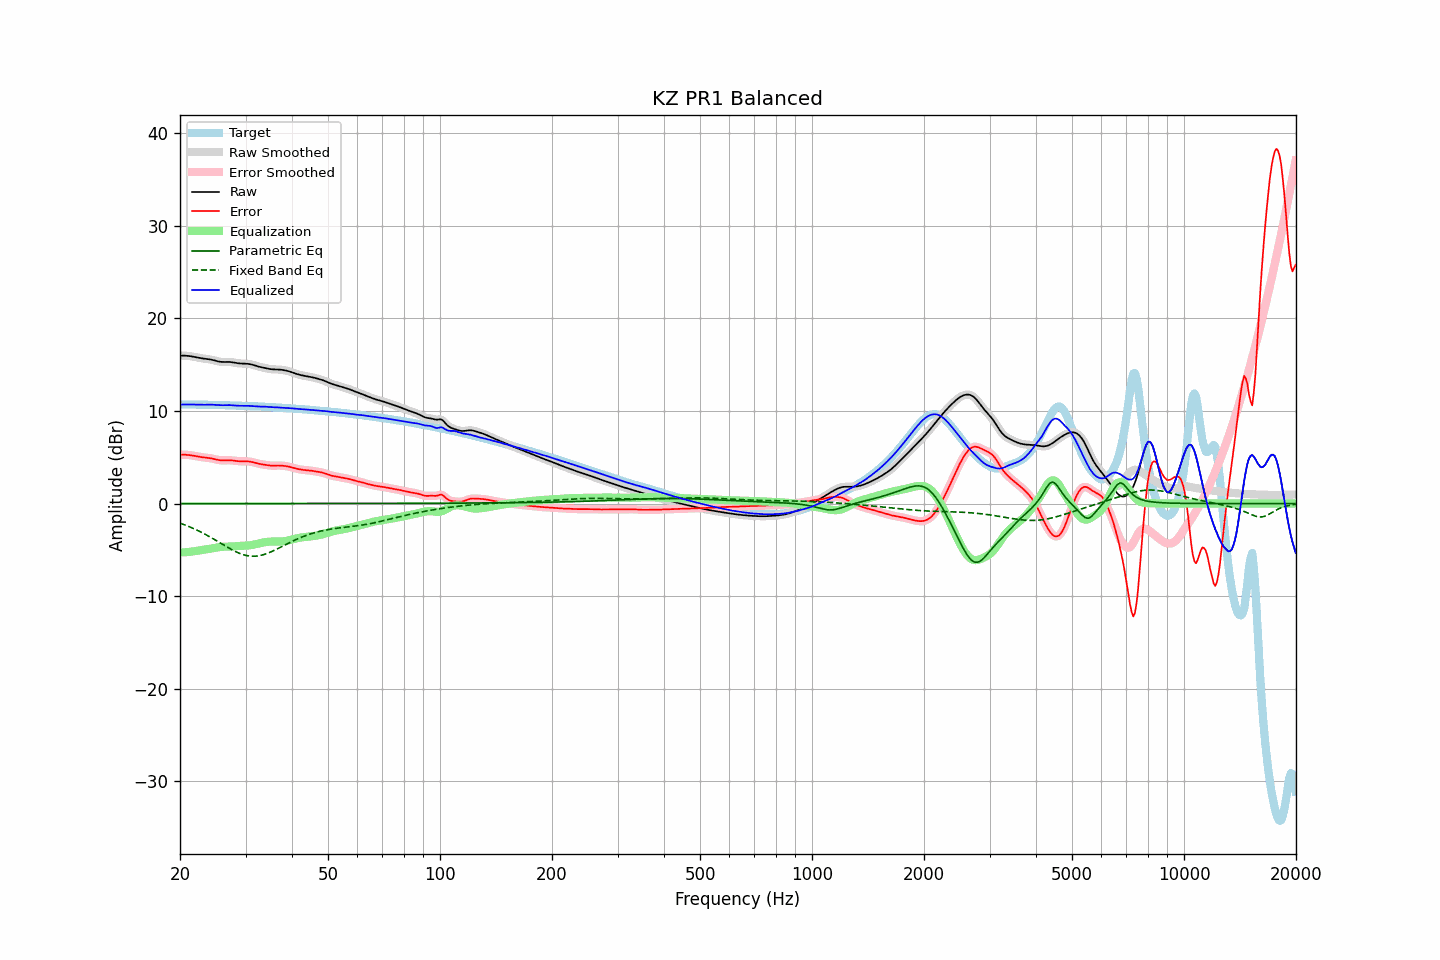 KZ PR1 Balanced
Target
Raw Smoothed
Error Smoothed
Raw
Error
Equalization
Parametric Eq
Fixed Band Eq
Equalized
Amplitude (dBr)
40
30
20
10
0
−10
−20
−30
20 50 100 200 500 1000 2000 5000 10000 20000
Frequency (Hz)